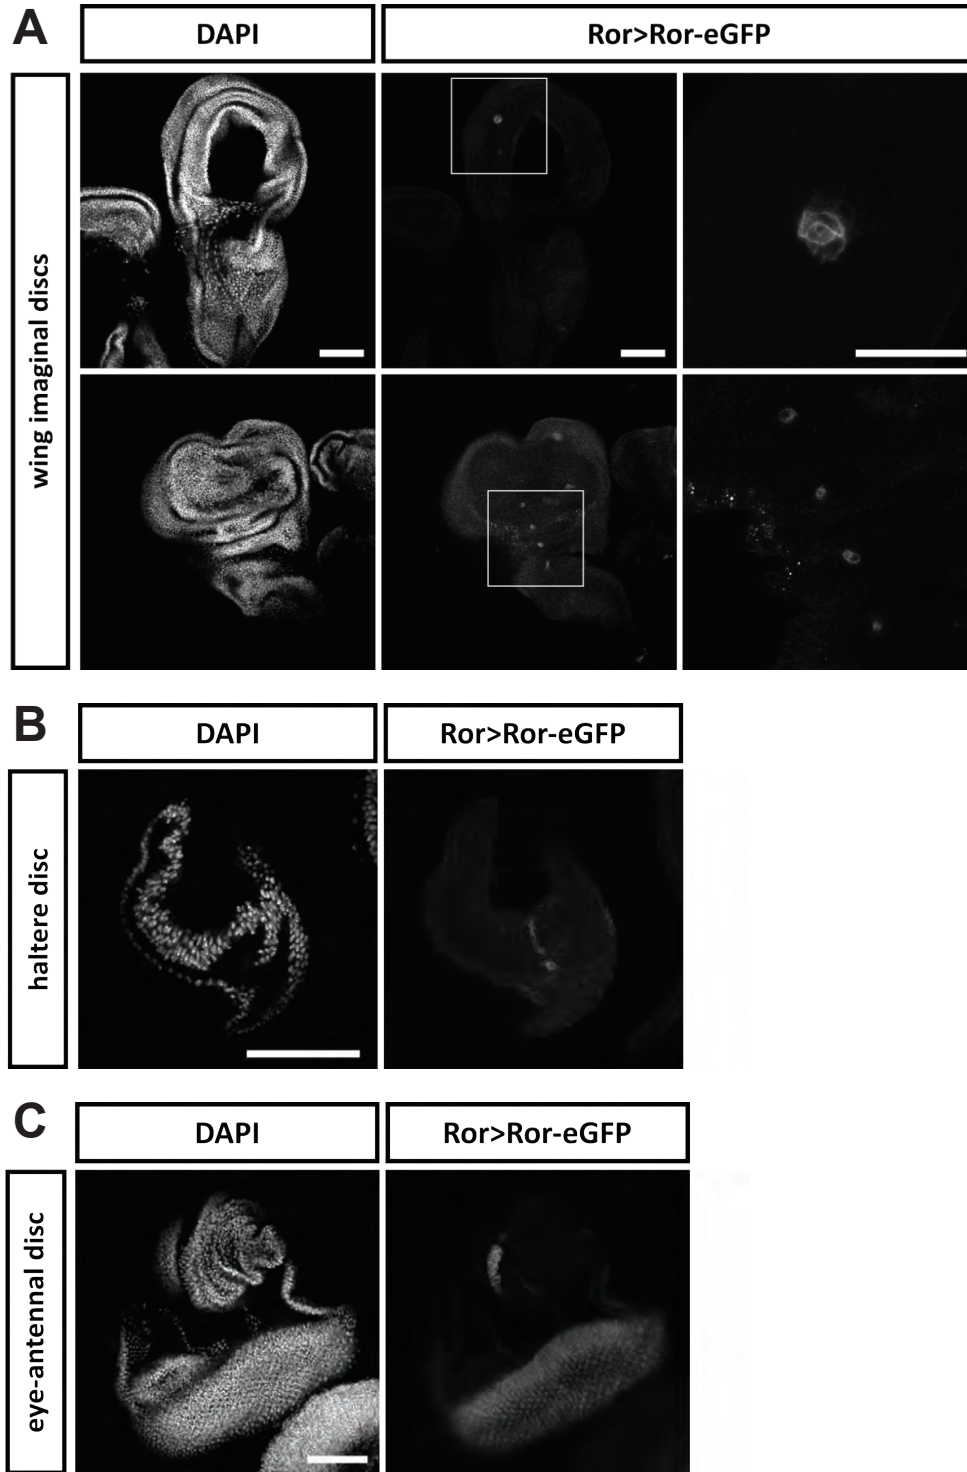 A
DAPI
Ror>Ror-eGFP
wing imaginal discs
B
DAPI
Ror>Ror-eGFP
haltere disc
C
DAPI
Ror>Ror-eGFP
eye-antennal disc